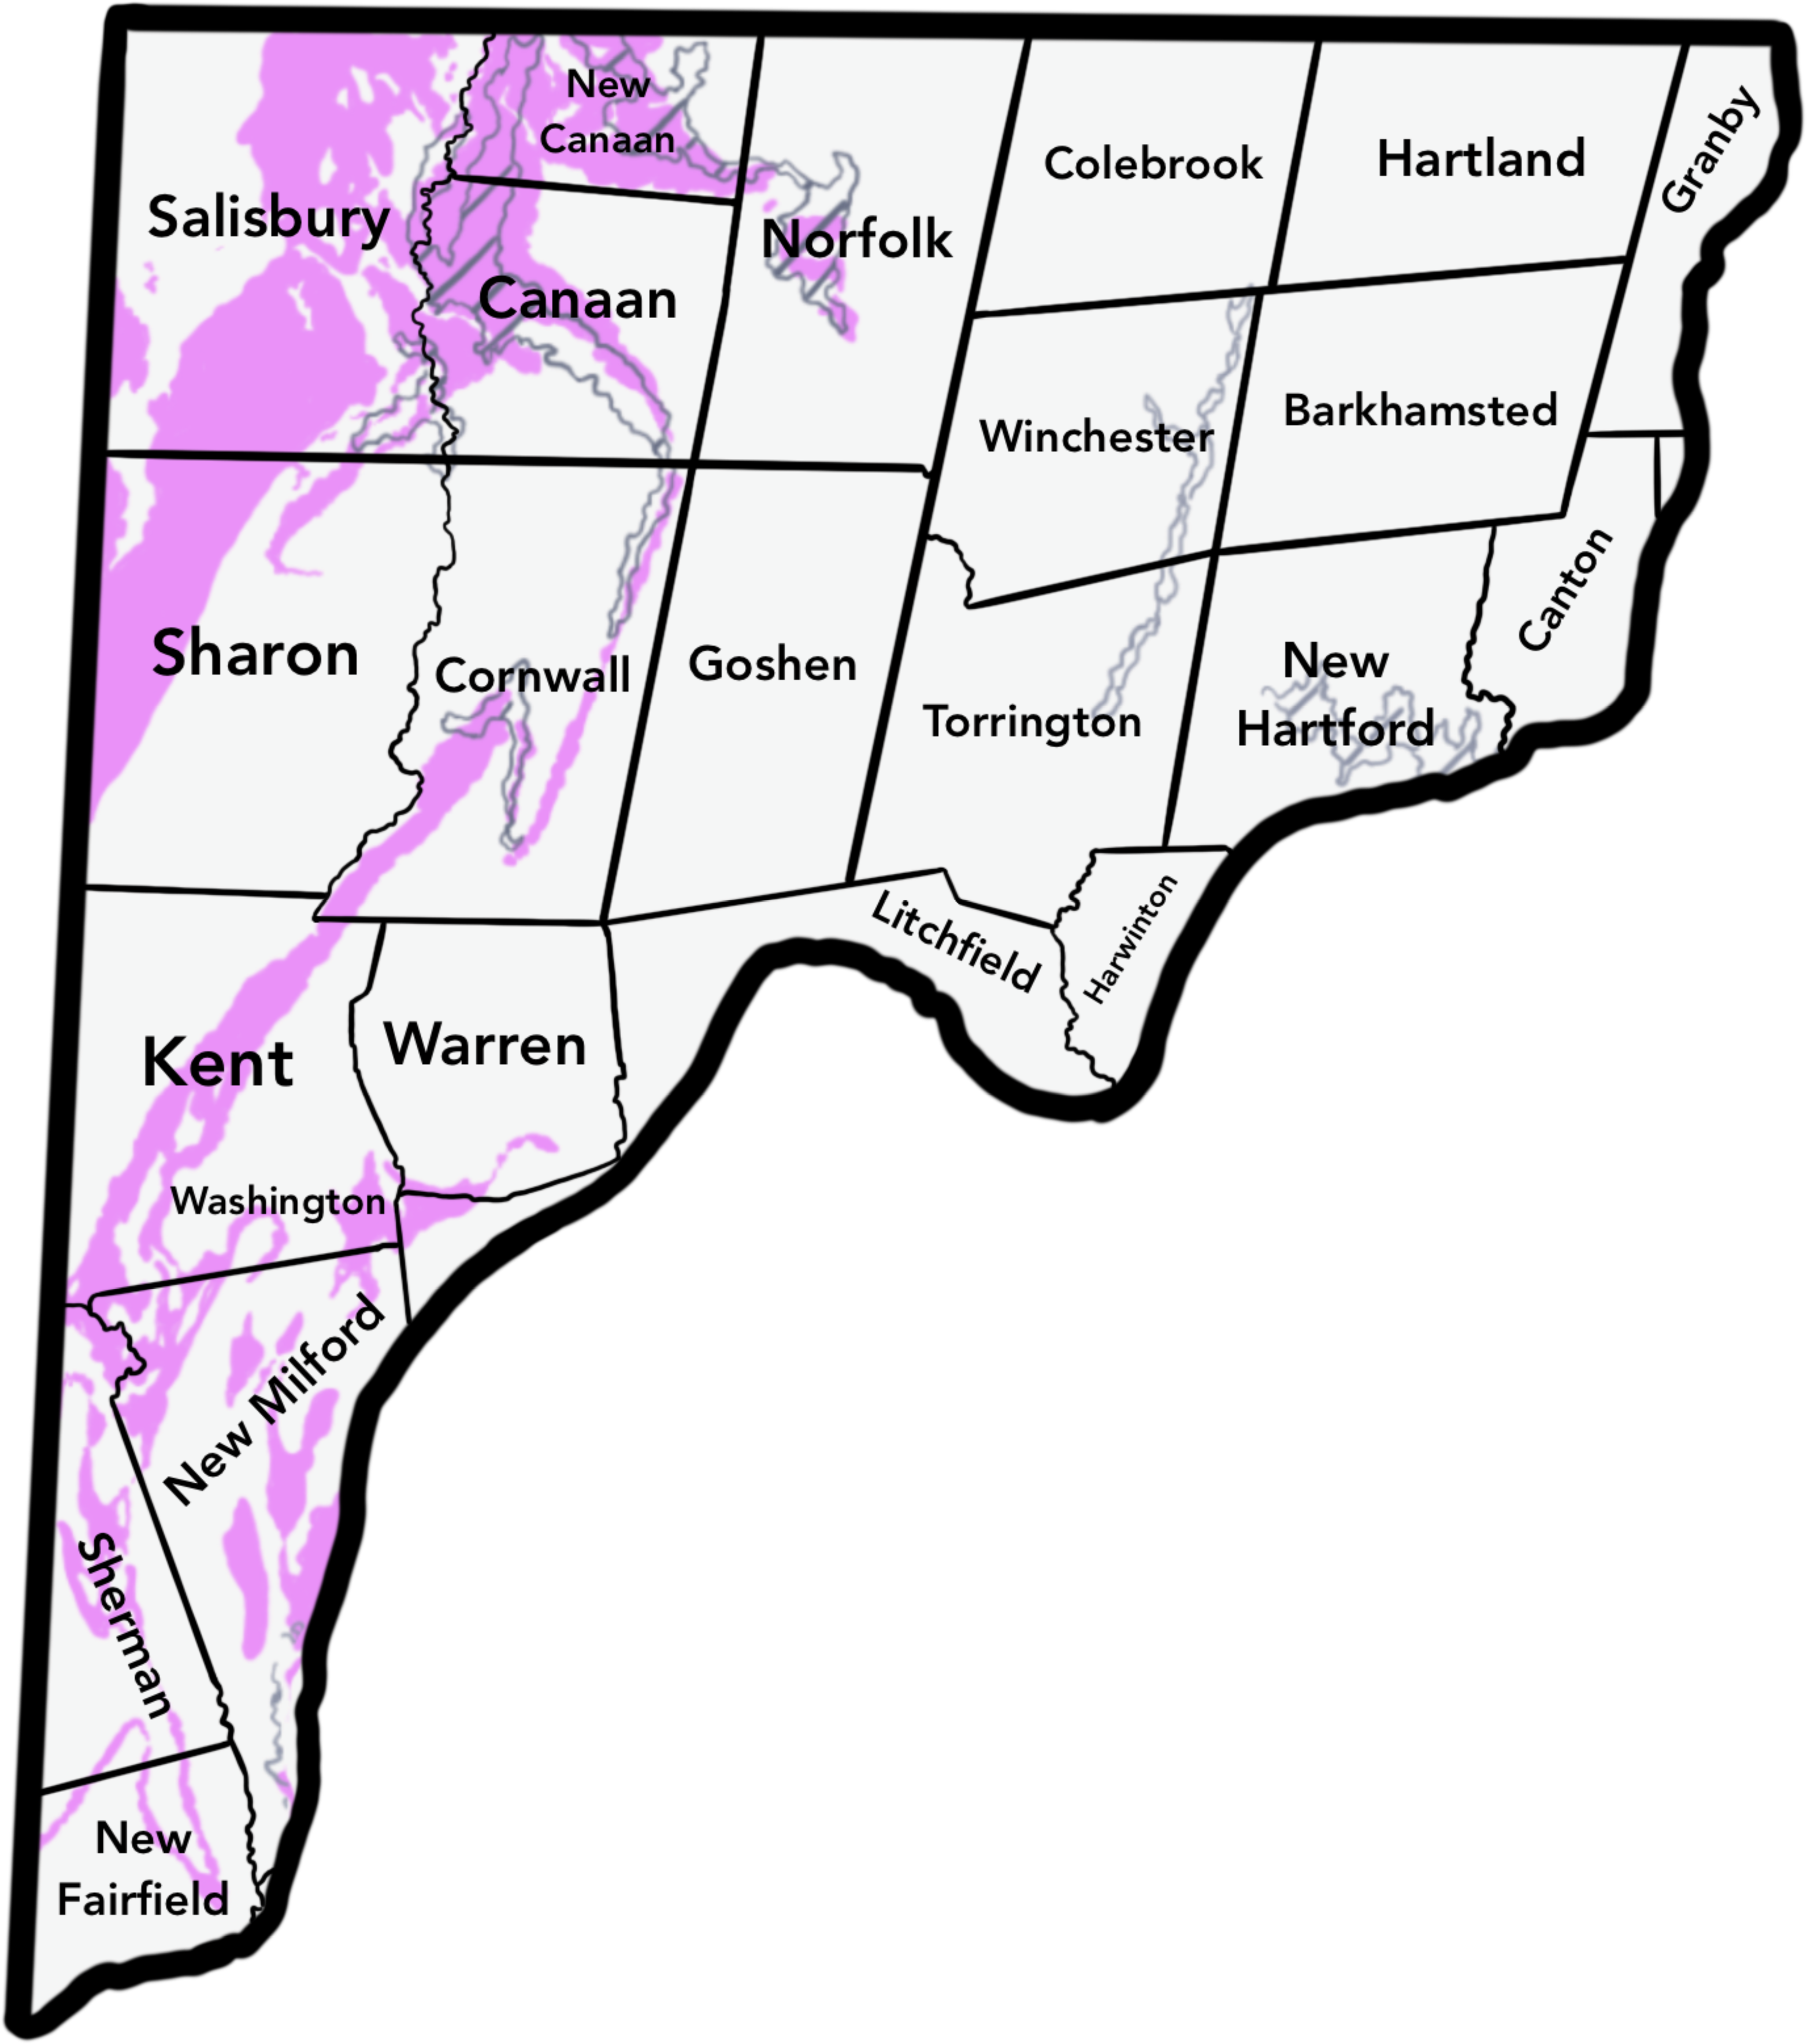 New
Canaan
Salisbury
Canaan
Norfolk
Colebrook
Hartland
Granby
Winchester
Barkhamsted
Sharon
Cornwall
Goshen
Torrington
New
Hartford
Canton
Litchfield
Harwinton
Kent
Warren
Washington
New Milford
Sherman
New
Fairfield